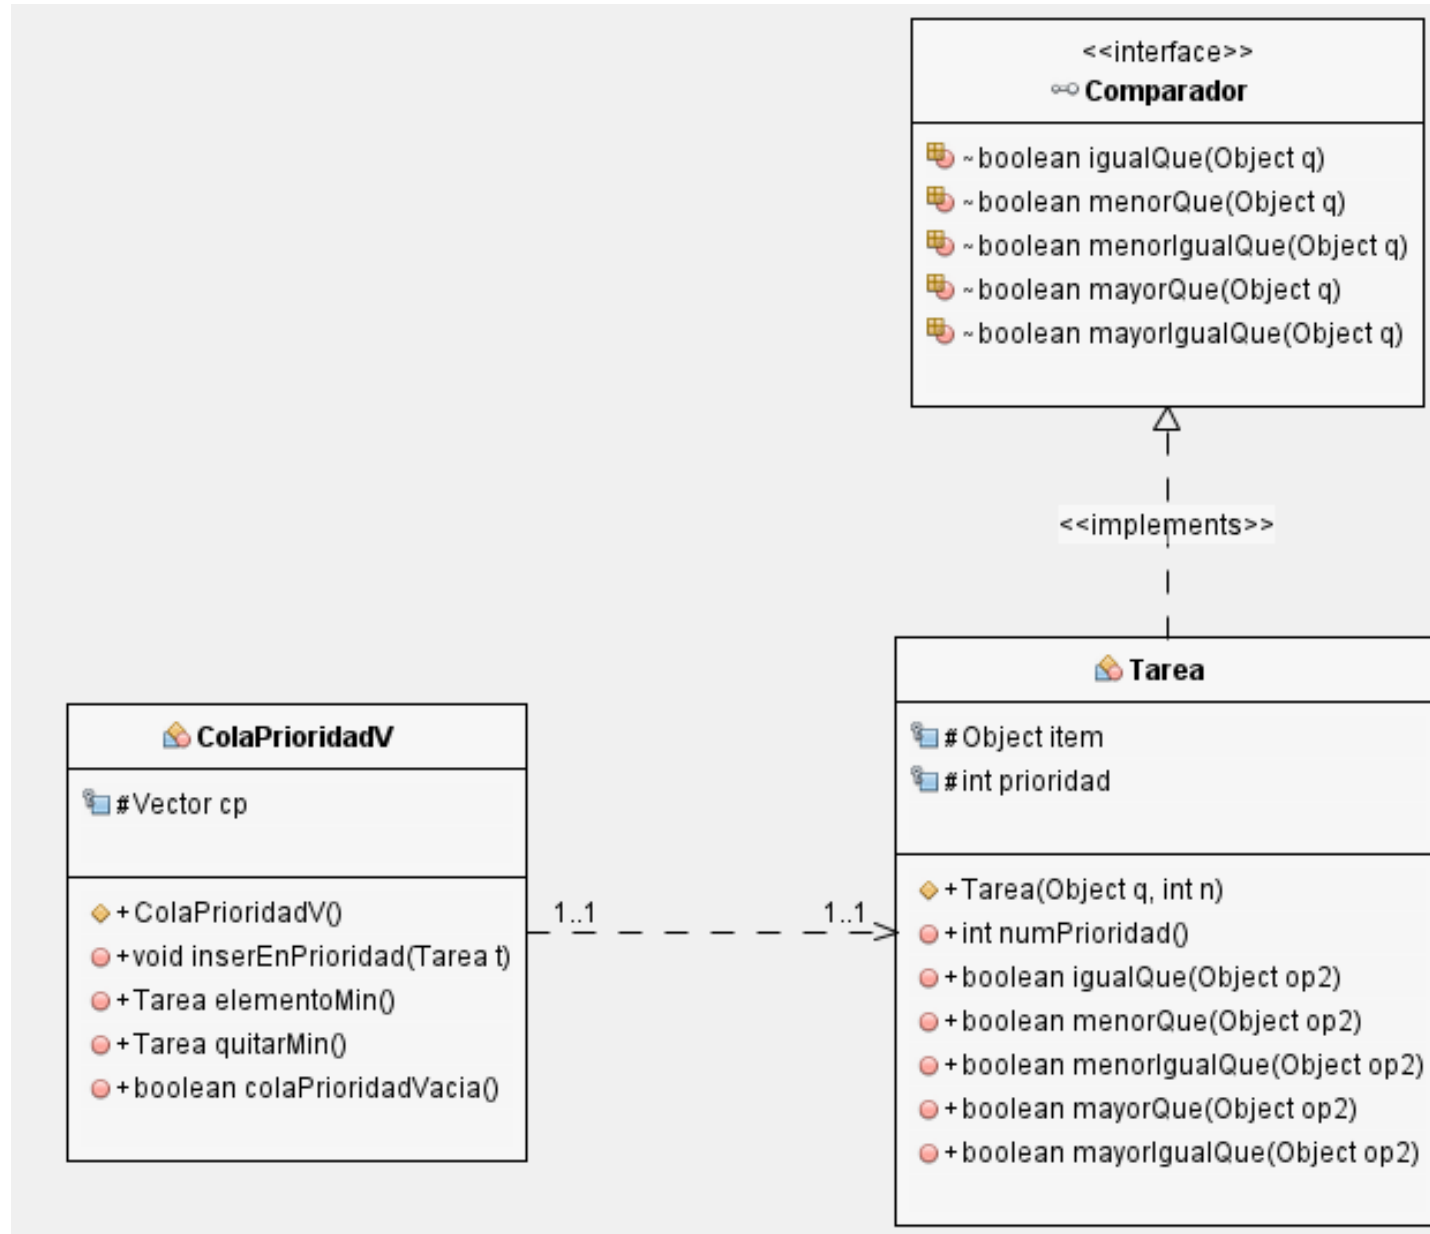 <<interface>>
Comparador
~boolean igualQue(Object q)
~boolean menorQue(Object q)
~boolean menorIgualQue(Object q)
~boolean mayorQue(Object q)
~boolean mayorIgualQue(Object q)
<<implements>>
Tarea
#Object item
#int prioridad
+Tarea(Object q, int n)
+int numPrioridad()
+boolean igualQue(Object op2)
+boolean menorQue(Object op2)
+boolean menorIgualQue(Object op2)
+boolean mayorQue(Object op2)
+boolean mayorIgualQue(Object op2)
ColaPrioridadV
#Vector cp
+ColaPrioridadV()
+void inserEnPrioridad(Tarea t)
+Tarea elementoMin()
+Tarea quitarMin()
+boolean colaPrioridadVacia()
1..1
1..1